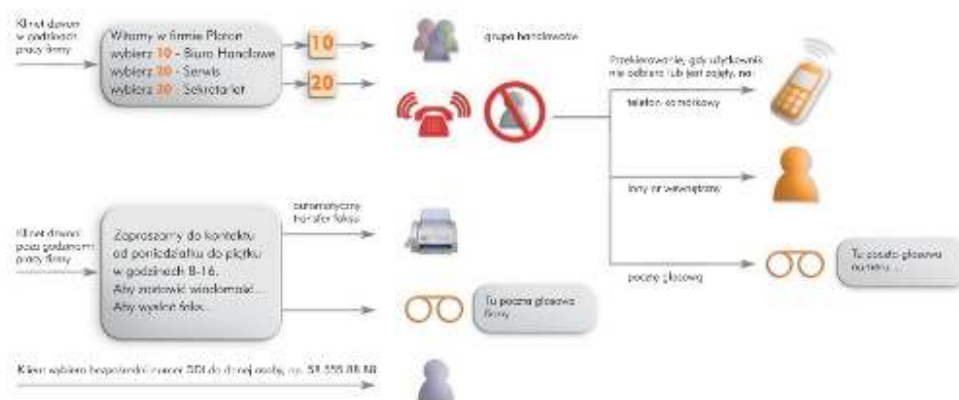 Klinet dzwoni
w godzinach
pracy firmy
Witamy w firmie Platan
wybierz 10 - Biuro Handlowe
wybierz 20 - Serwis
wybierz 20 - Sekretariat
10
20
grupa handlowców
Przekierowanie, gdy użytkownik
nie odbiera lub jest zajęty, na:
telefon komórkowy
inny nr wewnętrzny
pocztę głosową
Tu poczta głosowa
numeru ...
Klinet dzwoni
poza godzinami
pracy firmy
Zapraszamy do kontaktu
od poniedziałku do piątku
w godzinach 8-16.
Aby zostawić wiadomość...
Aby wysłać faks...
automatyczny
transfer faksu
Tu poczta głosowa
firmy
Klient wybiera bezpośredni numer DDI do danej osoby, np. 58 555 88 88